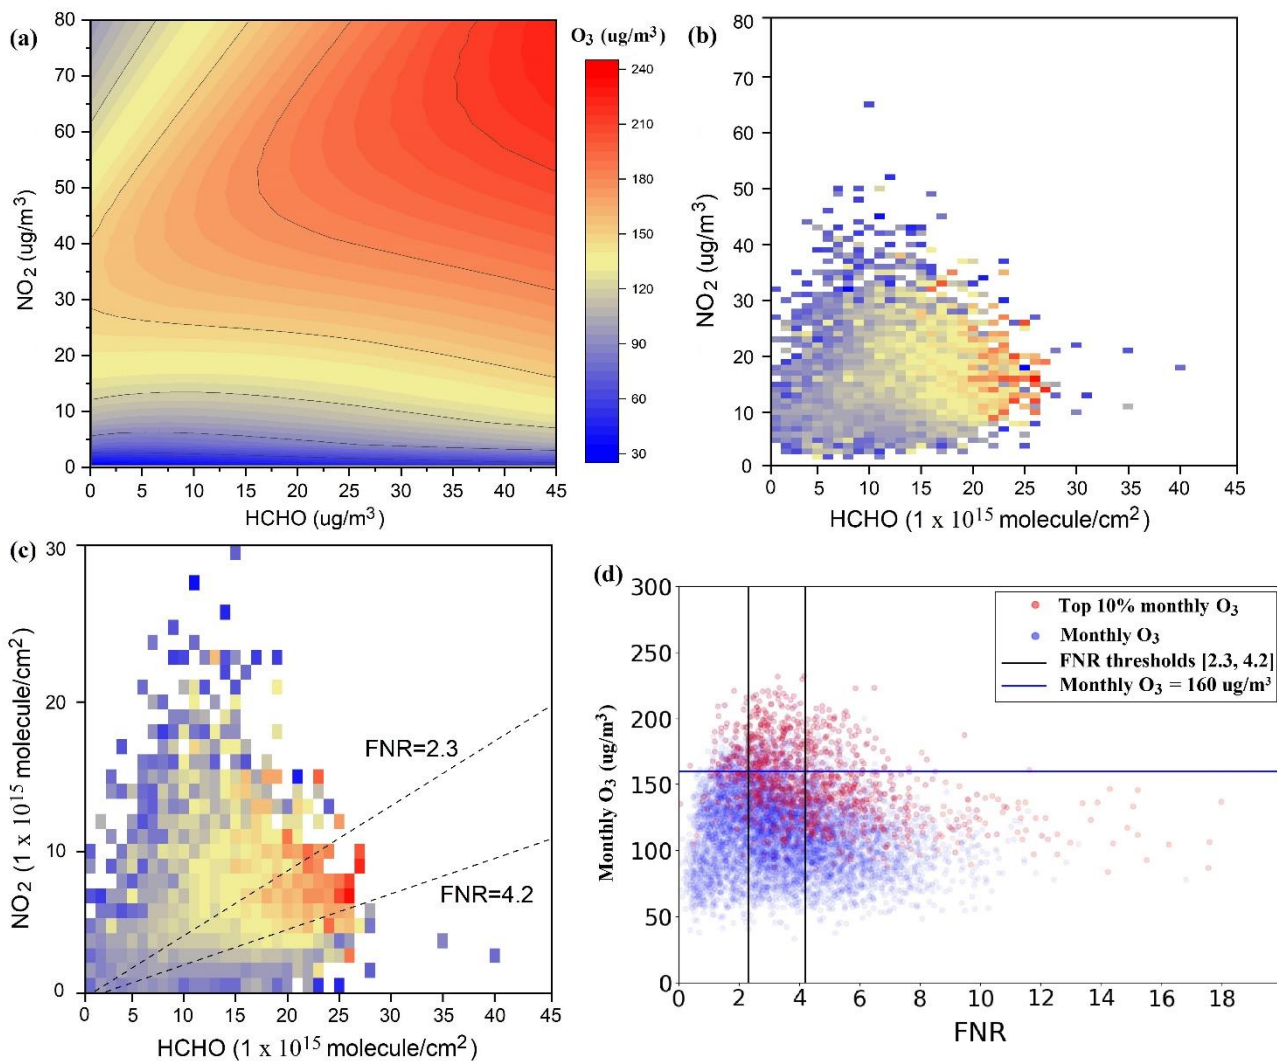 (a)
O₃ (ug/m³)
80
70
60
50
40
30
20
10
0
NO₂ (ug/m³)
0 5 10 15 20 25 30 35 40 45
HCHO (ug/m³)
240
210
180
150
120
90
60
30
(b)
80
70
60
50
40
30
20
10
0
NO₂ (ug/m³)
0 5 10 15 20 25 30 35 40 45
HCHO (1 x 10¹⁵ molecule/cm²)
(c)
30
20
10
0
NO₂ (1 x 10¹⁵ molecule/cm²)
FNR=2.3
FNR=4.2
0 5 10 15 20 25 30 35 40 45
HCHO (1 x 10¹⁵ molecule/cm²)
(d)
300
250
200
150
100
50
0
Monthly O₃ (ug/m³)
Top 10% monthly O₃
Monthly O₃
FNR thresholds [2.3, 4.2]
Monthly O₃ = 160 ug/m³
0 2 4 6 8 10 12 14 16 18
FNR